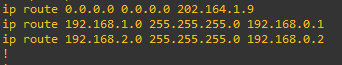 ip route 0.0.0.0 0.0.0.0 202.164.1.9
ip route 192.168.1.0 255.255.255.0 192.168.0.1
ip route 192.168.2.0 255.255.255.0 192.168.0.2
!